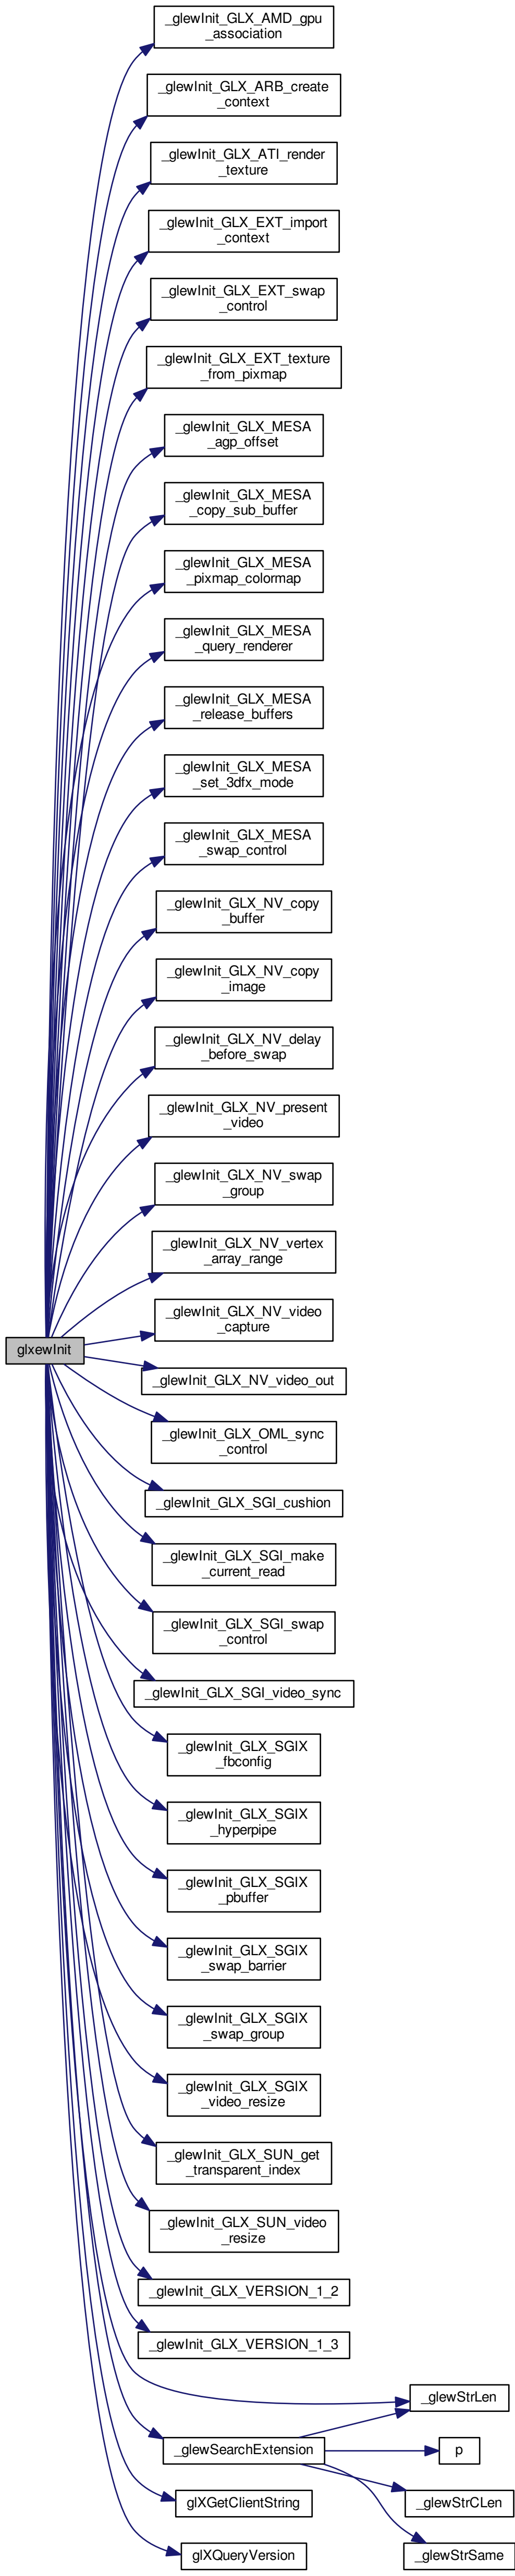 _glewInit_GLX_AMD_gpu
_association
_glewInit_GLX_ARB_create
_context
_glewInit_GLX_ATI_render
_texture
_glewInit_GLX_EXT_import
_context
_glewInit_GLX_EXT_swap
_control
_glewInit_GLX_EXT_texture
_from_pixmap
_glewInit_GLX_MESA
_agp_offset
_glewInit_GLX_MESA
_copy_sub_buffer
_glewInit_GLX_MESA
_pixmap_colormap
_glewInit_GLX_MESA
_query_renderer
_glewInit_GLX_MESA
_release_buffers
_glewInit_GLX_MESA
_set_3dfx_mode
_glewInit_GLX_MESA
_swap_control
_glewInit_GLX_NV_copy
_buffer
_glewInit_GLX_NV_copy
_image
_glewInit_GLX_NV_delay
_before_swap
_glewInit_GLX_NV_present
_video
_glewInit_GLX_NV_swap
_group
_glewInit_GLX_NV_vertex
_array_range
_glewInit_GLX_NV_video
_capture
glxewInit
_glewInit_GLX_NV_video_out
_glewInit_GLX_OML_sync
_control
_glewInit_GLX_SGI_cushion
_glewInit_GLX_SGI_make
_current_read
_glewInit_GLX_SGI_swap
_control
_glewInit_GLX_SGI_video_sync
_glewInit_GLX_SGIX
_fbconfig
_glewInit_GLX_SGIX
_hyperpipe
_glewInit_GLX_SGIX
_pbuffer
_glewInit_GLX_SGIX
_swap_barrier
_glewInit_GLX_SGIX
_swap_group
_glewInit_GLX_SGIX
_video_resize
_glewInit_GLX_SUN_get
_transparent_index
_glewInit_GLX_SUN_video
_resize
_glewInit_GLX_VERSION_1_2
_glewInit_GLX_VERSION_1_3
_glewStrLen
_glewSearchExtension
p
glXGetClientString
_glewStrCLen
glXQueryVersion
_glewStrSame